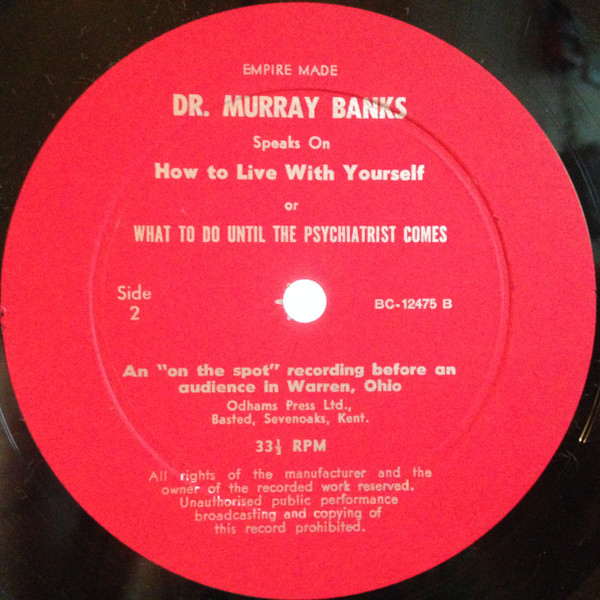 EMPIRE MADE
DR. MURRAY BANKS
Speaks On
How to Live With Yourself
or
WHAT TO DO UNTIL THE PSYCHIATRIST COMES
Side
2
BC-12475 B
An "on the spot" recording before an
audience in Warren, Ohio
Odhams Press Ltd.,
Basted, Sevenoaks, Kent.
33⅓ RPM
All rights of the manufacturer and the
owner of the recorded work reserved.
Unauthorised public performance
broadcasting and copying of
this record prohibited.